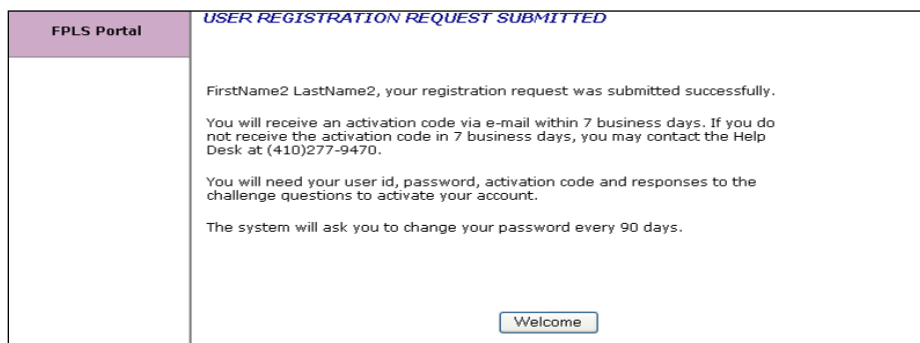 FPLS Portal
USER REGISTRATION REQUEST SUBMITTED
FirstName2 LastName2, your registration request was submitted successfully.
You will receive an activation code via e-mail within 7 business days. If you do
not receive the activation code in 7 business days, you may contact the Help
Desk at (410)277-9470.
You will need your user id, password, activation code and responses to the
challenge questions to activate your account.
The system will ask you to change your password every 90 days.
Welcome